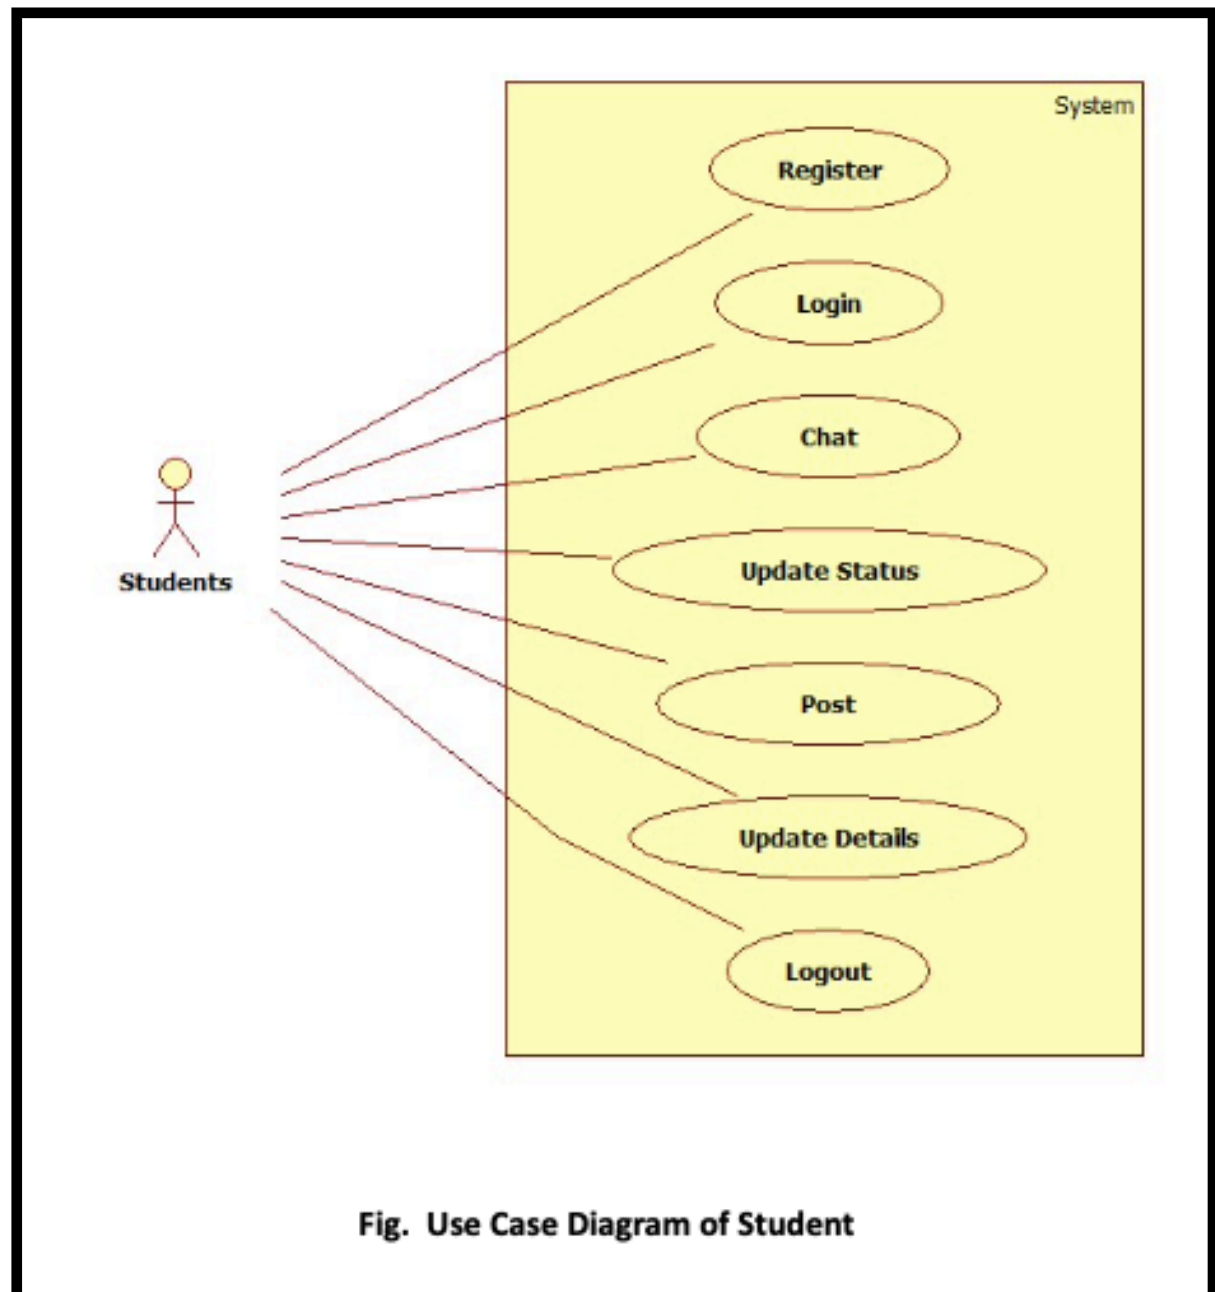 System
Register
Login
Chat
Update Status
Students
Post
Update Details
Logout
Fig. Use Case Diagram of Student